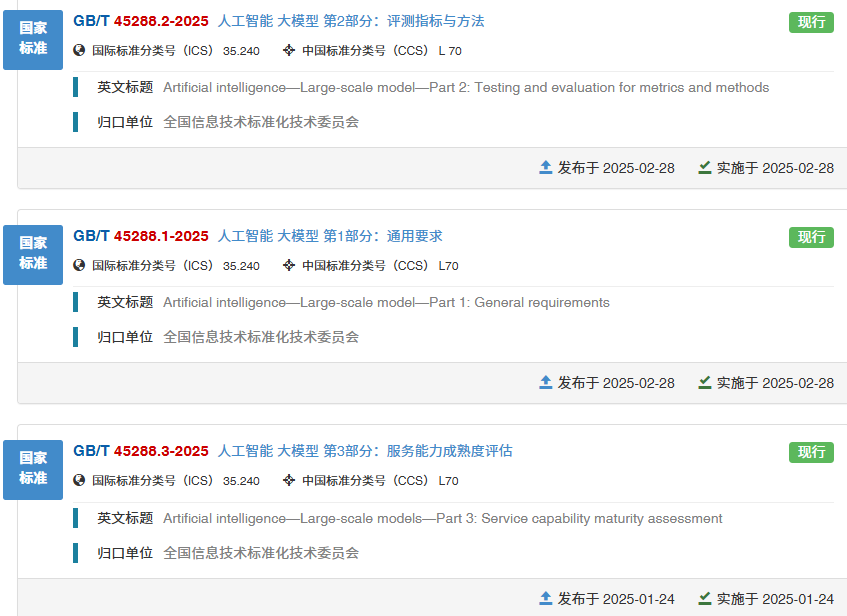 国家
标准
GB/T 45288.2-2025 人工智能 大模型 第2部分：评测指标与方法
现行
国际标准分类号（ICS） 35.240 中国标准分类号（CCS） L 70
英文标题 Artificial intelligence—Large-scale model—Part 2: Testing and evaluation for metrics and methods
归口单位 全国信息技术标准化技术委员会
发布于 2025-02-28 实施于 2025-02-28
国家
标准
GB/T 45288.1-2025 人工智能 大模型 第1部分：通用要求
现行
国际标准分类号（ICS） 35.240 中国标准分类号（CCS） L70
英文标题 Artificial intelligence—Large-scale model—Part 1: General requirements
归口单位 全国信息技术标准化技术委员会
发布于 2025-02-28 实施于 2025-02-28
国家
标准
GB/T 45288.3-2025 人工智能 大模型 第3部分：服务能力成熟度评估
现行
国际标准分类号（ICS） 35.240 中国标准分类号（CCS） L70
英文标题 Artificial intelligence—Large-scale models—Part 3: Service capability maturity assessment
归口单位 全国信息技术标准化技术委员会
发布于 2025-01-24 实施于 2025-01-24